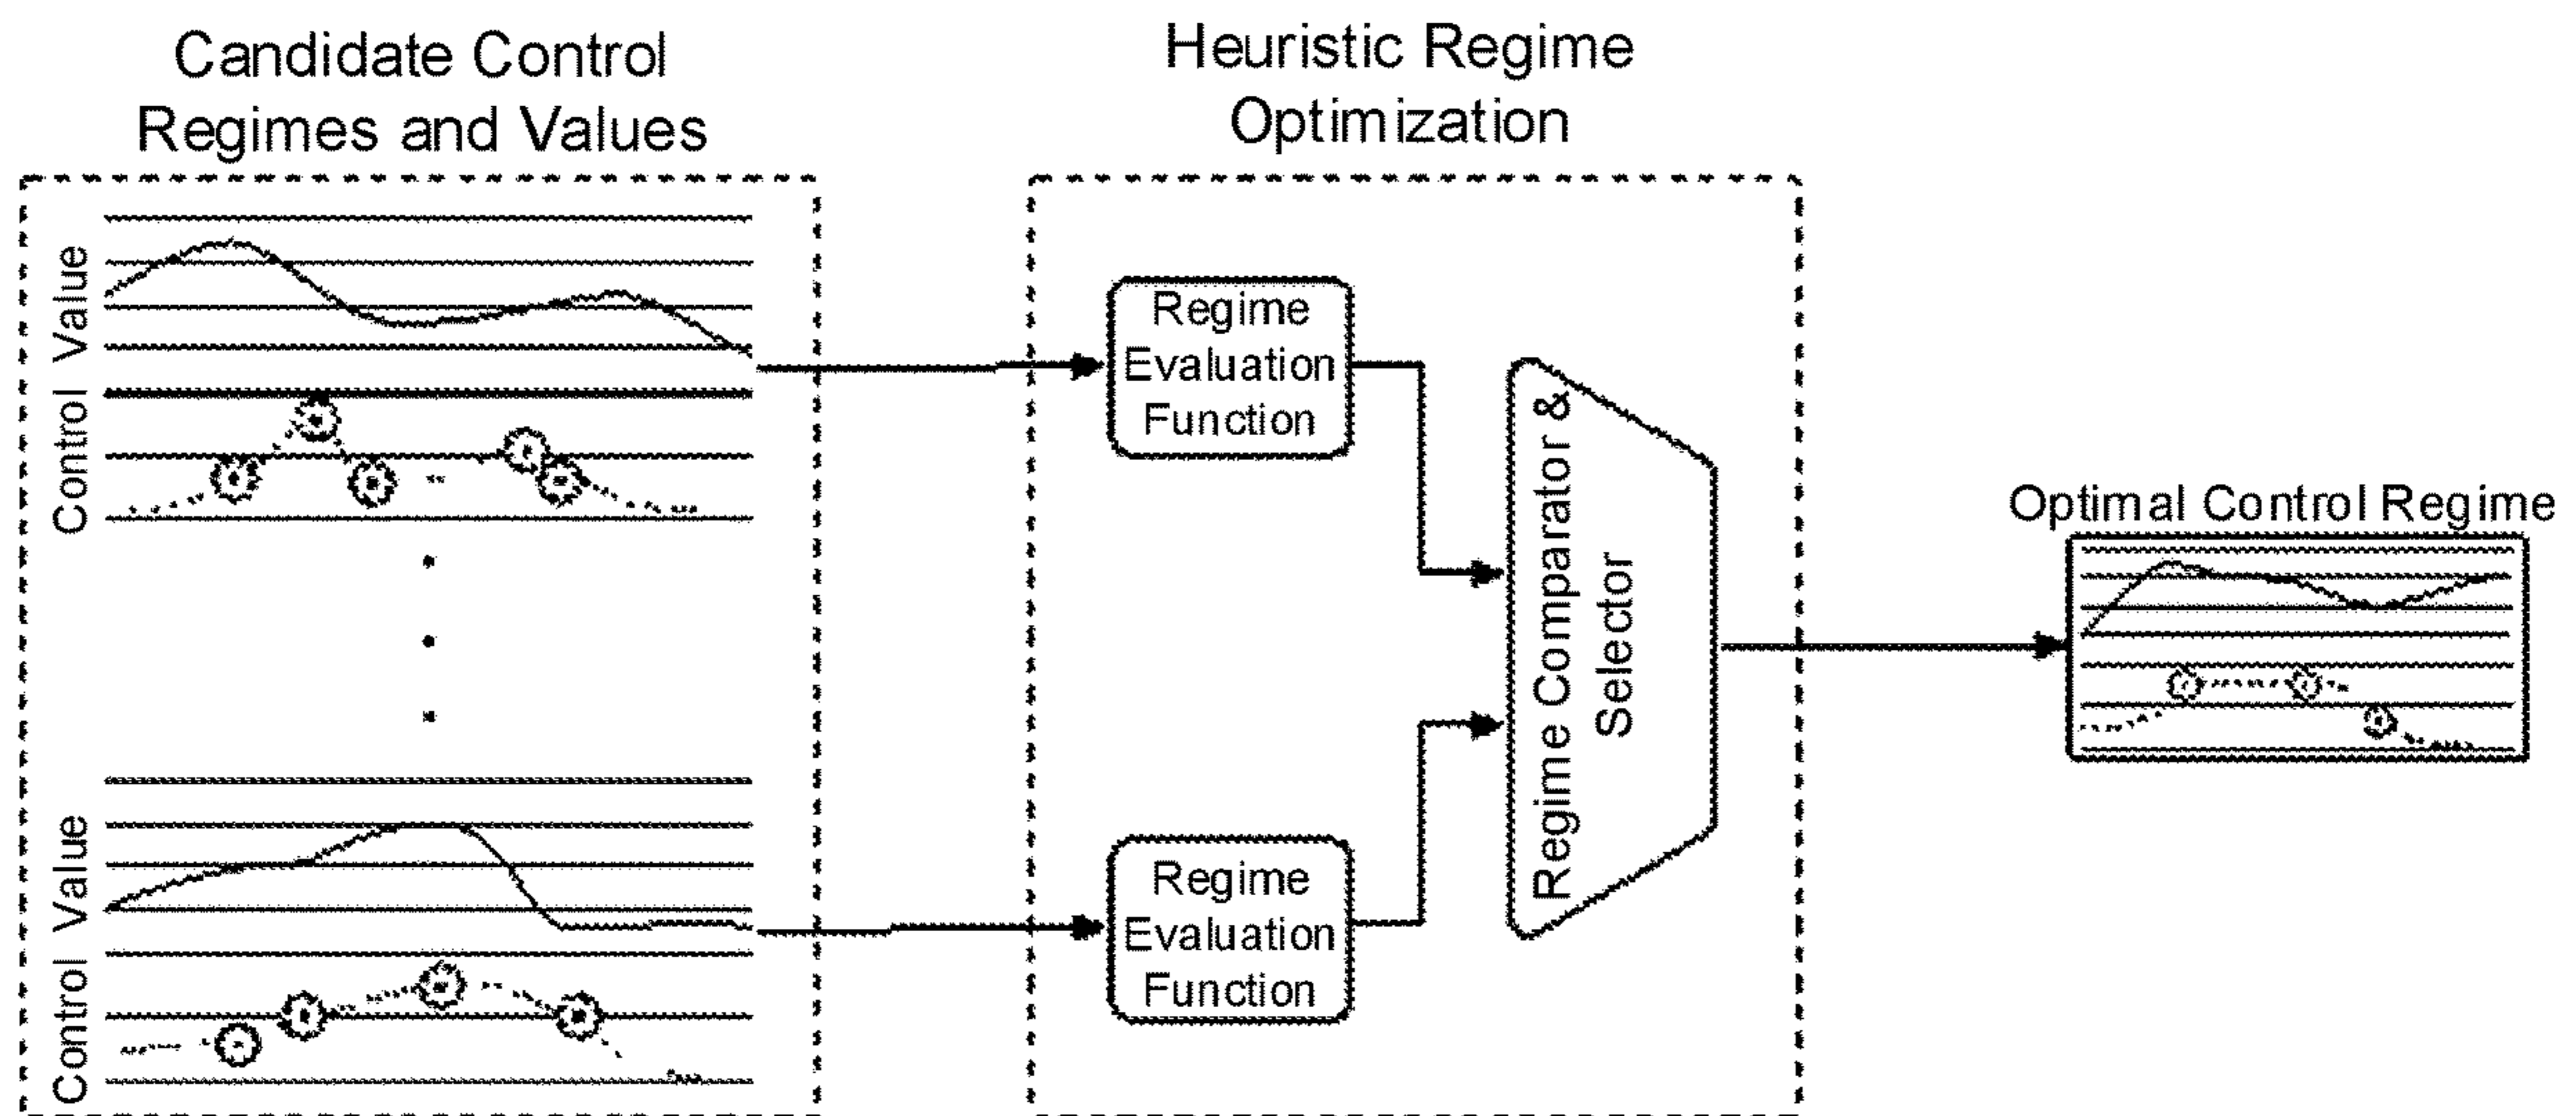 Candidate Control
Regimes and Values
Value
Control
Value
Control
Heuristic Regime
Optimization
Regime
Evaluation
Function
Regime
Evaluation
Function
Regime Comparator &
Selector
Optimal Control Regime